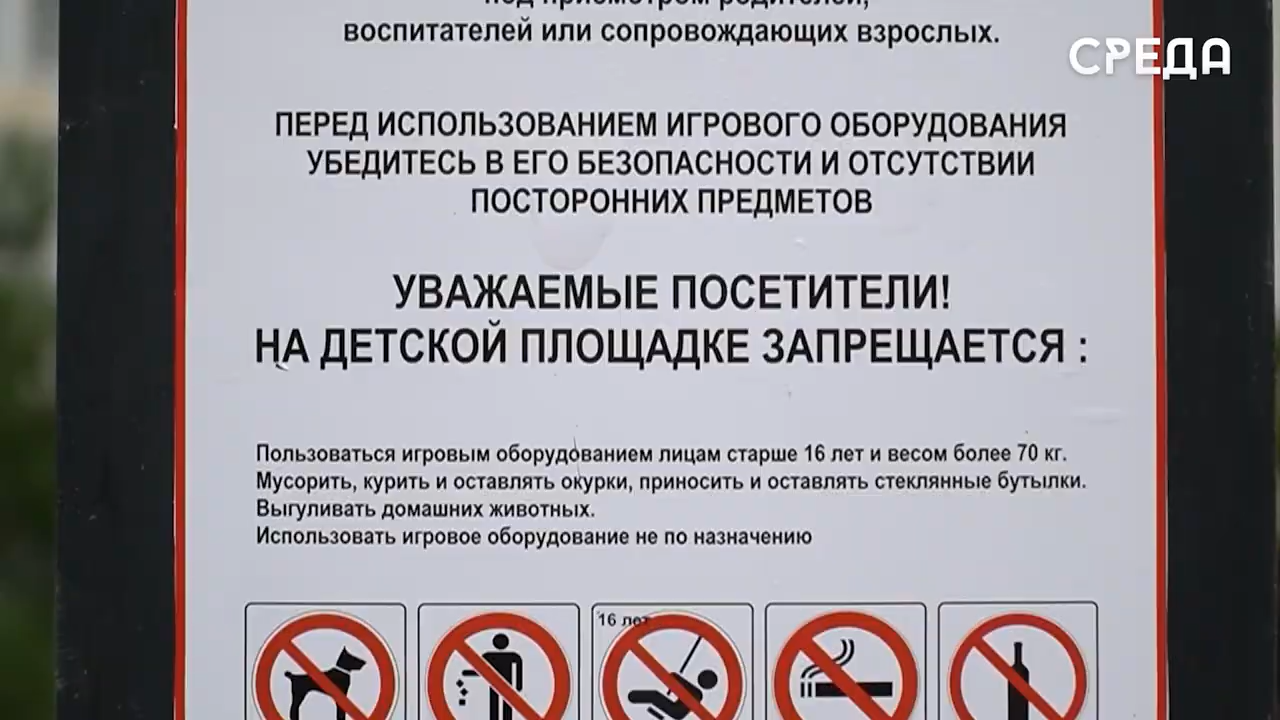 под присмотром родителей,
воспитателей или сопровождающих взрослых.
СРЕДА
ПЕРЕД ИСПОЛЬЗОВАНИЕМ ИГРОВОГО ОБОРУДОВАНИЯ
УБЕДИТЕСЬ В ЕГО БЕЗОПАСНОСТИ И ОТСУТСТВИИ
ПОСТОРОННИХ ПРЕДМЕТОВ
УВАЖАЕМЫЕ ПОСЕТИТЕЛИ!
НА ДЕТСКОЙ ПЛОЩАДКЕ ЗАПРЕЩАЕТСЯ :
Пользоваться игровым оборудованием лицам старше 16 лет и весом более 70 кг.
Мусорить, курить и оставлять окурки, приносить и оставлять стеклянные бутылки.
Выгуливать домашних животных.
Использовать игровое оборудование не по назначению
16 лет